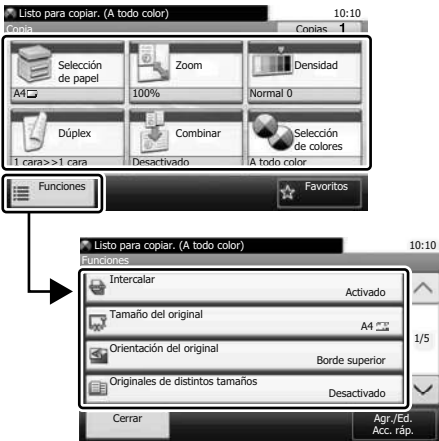 Listo para copiar. (A todo color) 10:10
Copia Copias 1
Selección
de papel
A4
Zoom
100%
Densidad
Normal 0
Dúplex
1 cara>>1 cara
Combinar
Desactivado
Selección
de colores
A todo color
Funciones
Favoritos
Listo para copiar. (A todo color) 10:10
Funciones
Intercalar
Activado
Tamaño del original
A4
Orientación del original
Borde superior
Originales de distintos tamaños
Desactivado
1/5
Cerrar
Agr./Ed.
Acc. ráp.